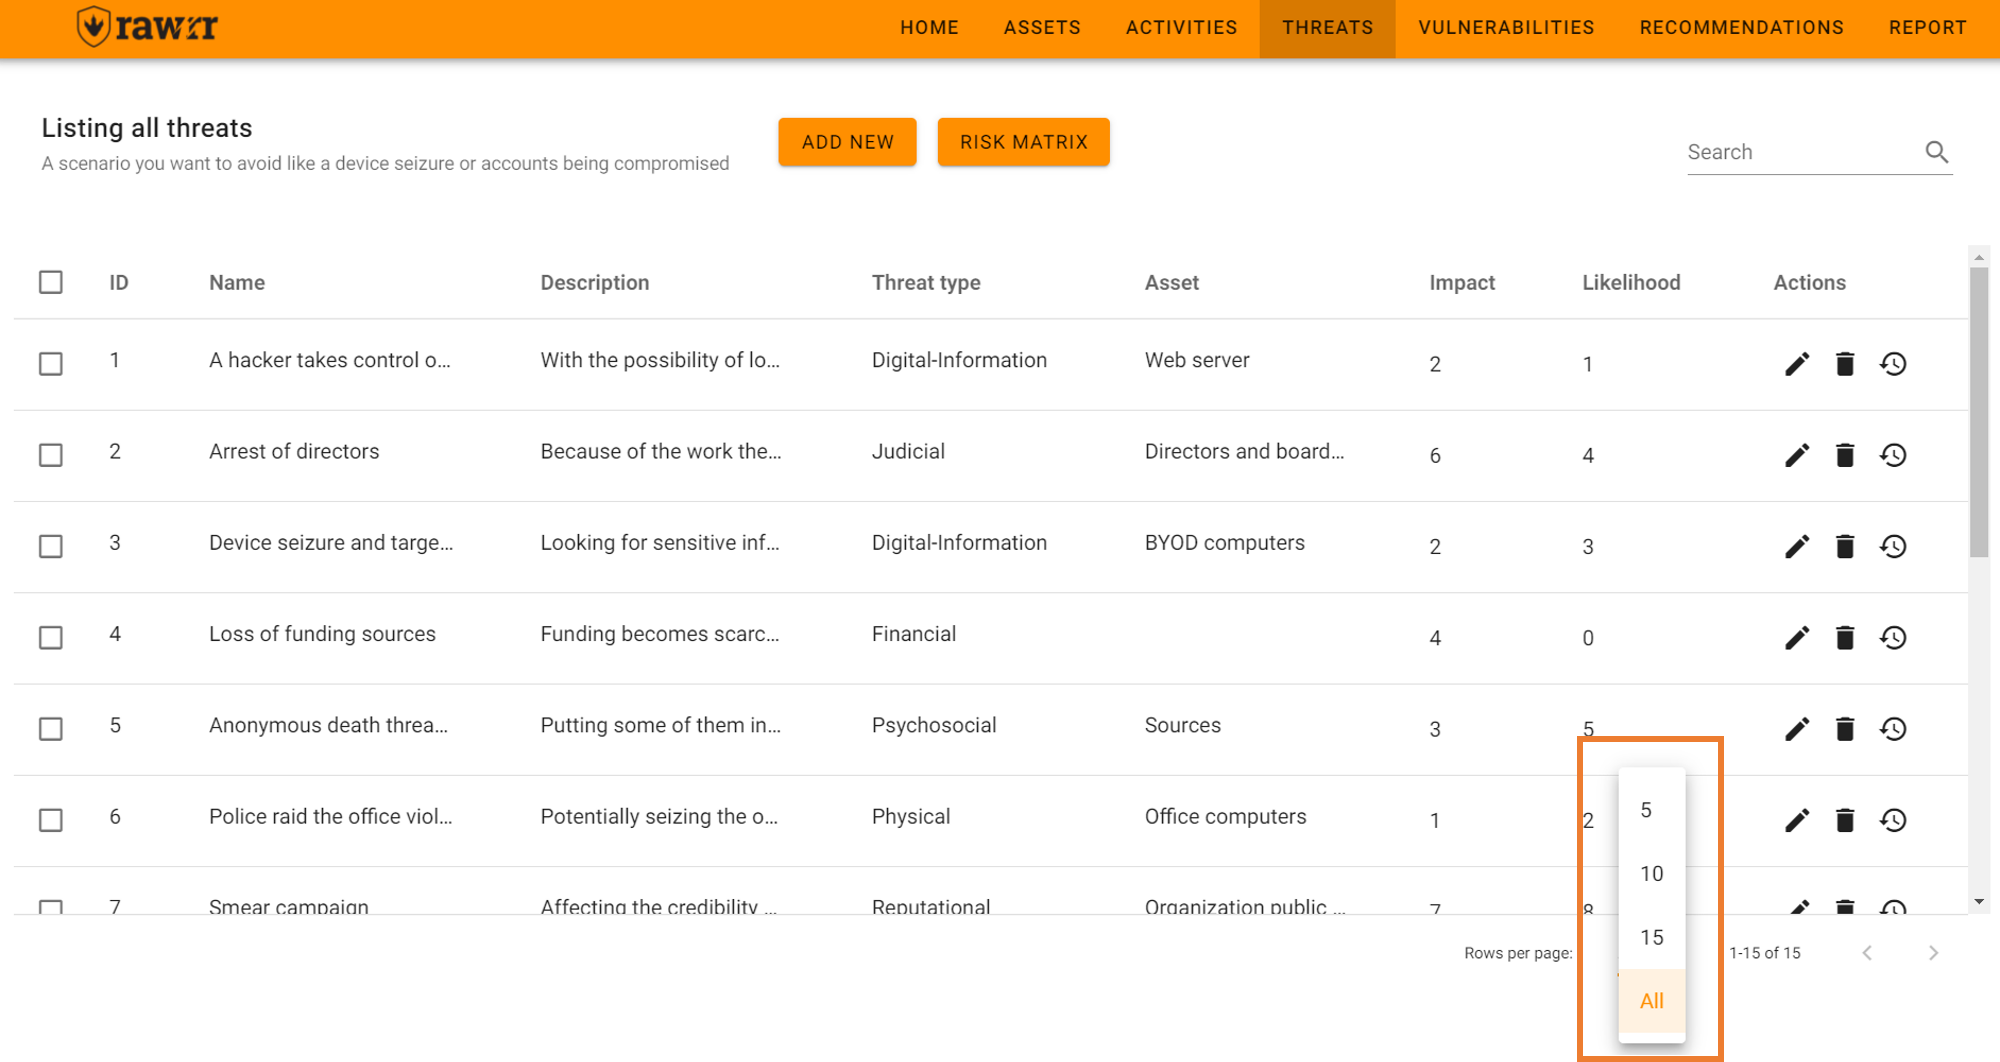 rawrr
HOME ASSETS ACTIVITIES THREATS VULNERABILITIES RECOMMENDATIONS REPORT
Listing all threats
A scenario you want to avoid like a device seizure or accounts being compromised
ADD NEW RISK MATRIX
Search
ID Name Description Threat type Asset Impact Likelihood Actions
1 A hacker takes control o... With the possibility of lo... Digital-Information Web server 2 1
2 Arrest of directors Because of the work the... Judicial Directors and board... 6 4
3 Device seizure and targe... Looking for sensitive inf... Digital-Information BYOD computers 2 3
4 Loss of funding sources Funding becomes scarc... Financial 4 0
5 Anonymous death threa... Putting some of them in... Psychosocial Sources 3 5
6 Police raid the office viol... Potentially seizing the o... Physical Office computers 1 2
7 Smear campaign Affecting the credibility ... Reputational Organization public ... 7 8
5
10
15
All
Rows per page: 1-15 of 15